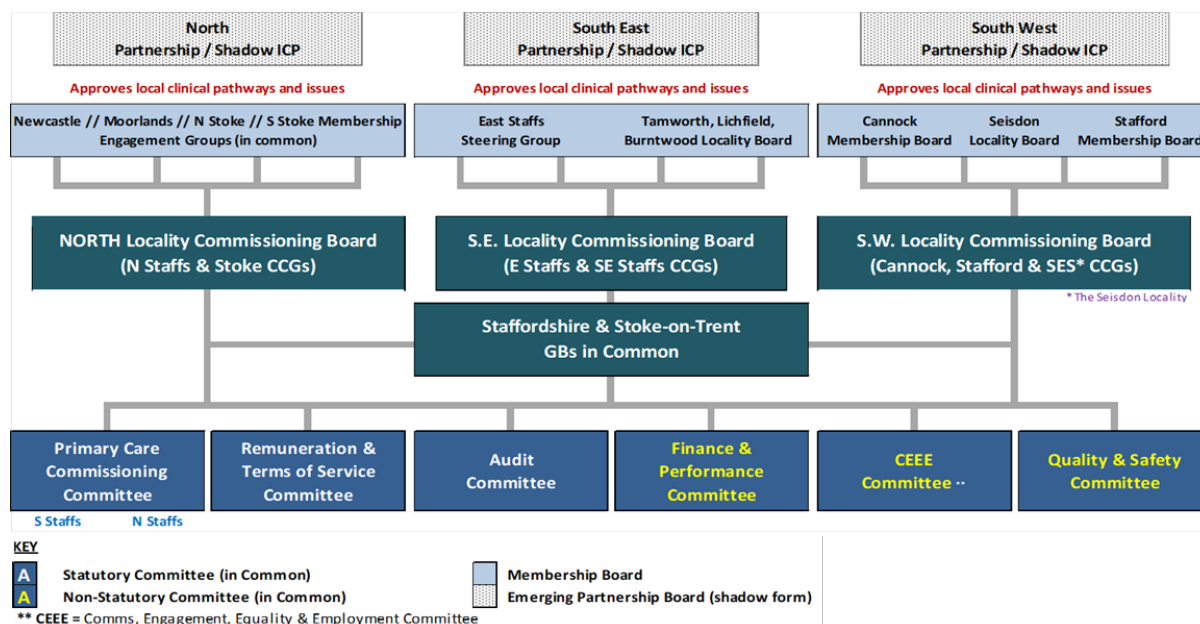 North
Partnership / Shadow ICP
South East
Partnership / Shadow ICP
South West
Partnership / Shadow ICP
Approves local clinical pathways and issues
Approves local clinical pathways and issues
Approves local clinical pathways and issues
Newcastle // Moorlands // N Stoke // S Stoke Membership
Engagement Groups (in common)
East Staffs
Steering Group
Tamworth, Lichfield,
Burntwood Locality Board
Cannock
Membership Board
Seisdon
Locality Board
Stafford
Membership Board
NORTH Locality Commissioning Board
(N Staffs & Stoke CCGs)
S.E. Locality Commissioning Board
(E Staffs & SE Staffs CCGs)
S.W. Locality Commissioning Board
(Cannock, Stafford & SES* CCGs)
* The Seisdon Locality
Staffordshire & Stoke-on-Trent
GBs in Common
Primary Care
Commissioning
Committee
Remuneration &
Terms of Service
Committee
Audit
Committee
Finance &
Performance
Committee
CEEE
Committee **
Quality & Safety
Committee
S Staffs N Staffs
KEY
A Statutory Committee (in Common)
A Non-Statutory Committee (in Common)
Membership Board
Emerging Partnership Board (shadow form)
** CEEE = Comms, Engagement, Equality & Employment Committee